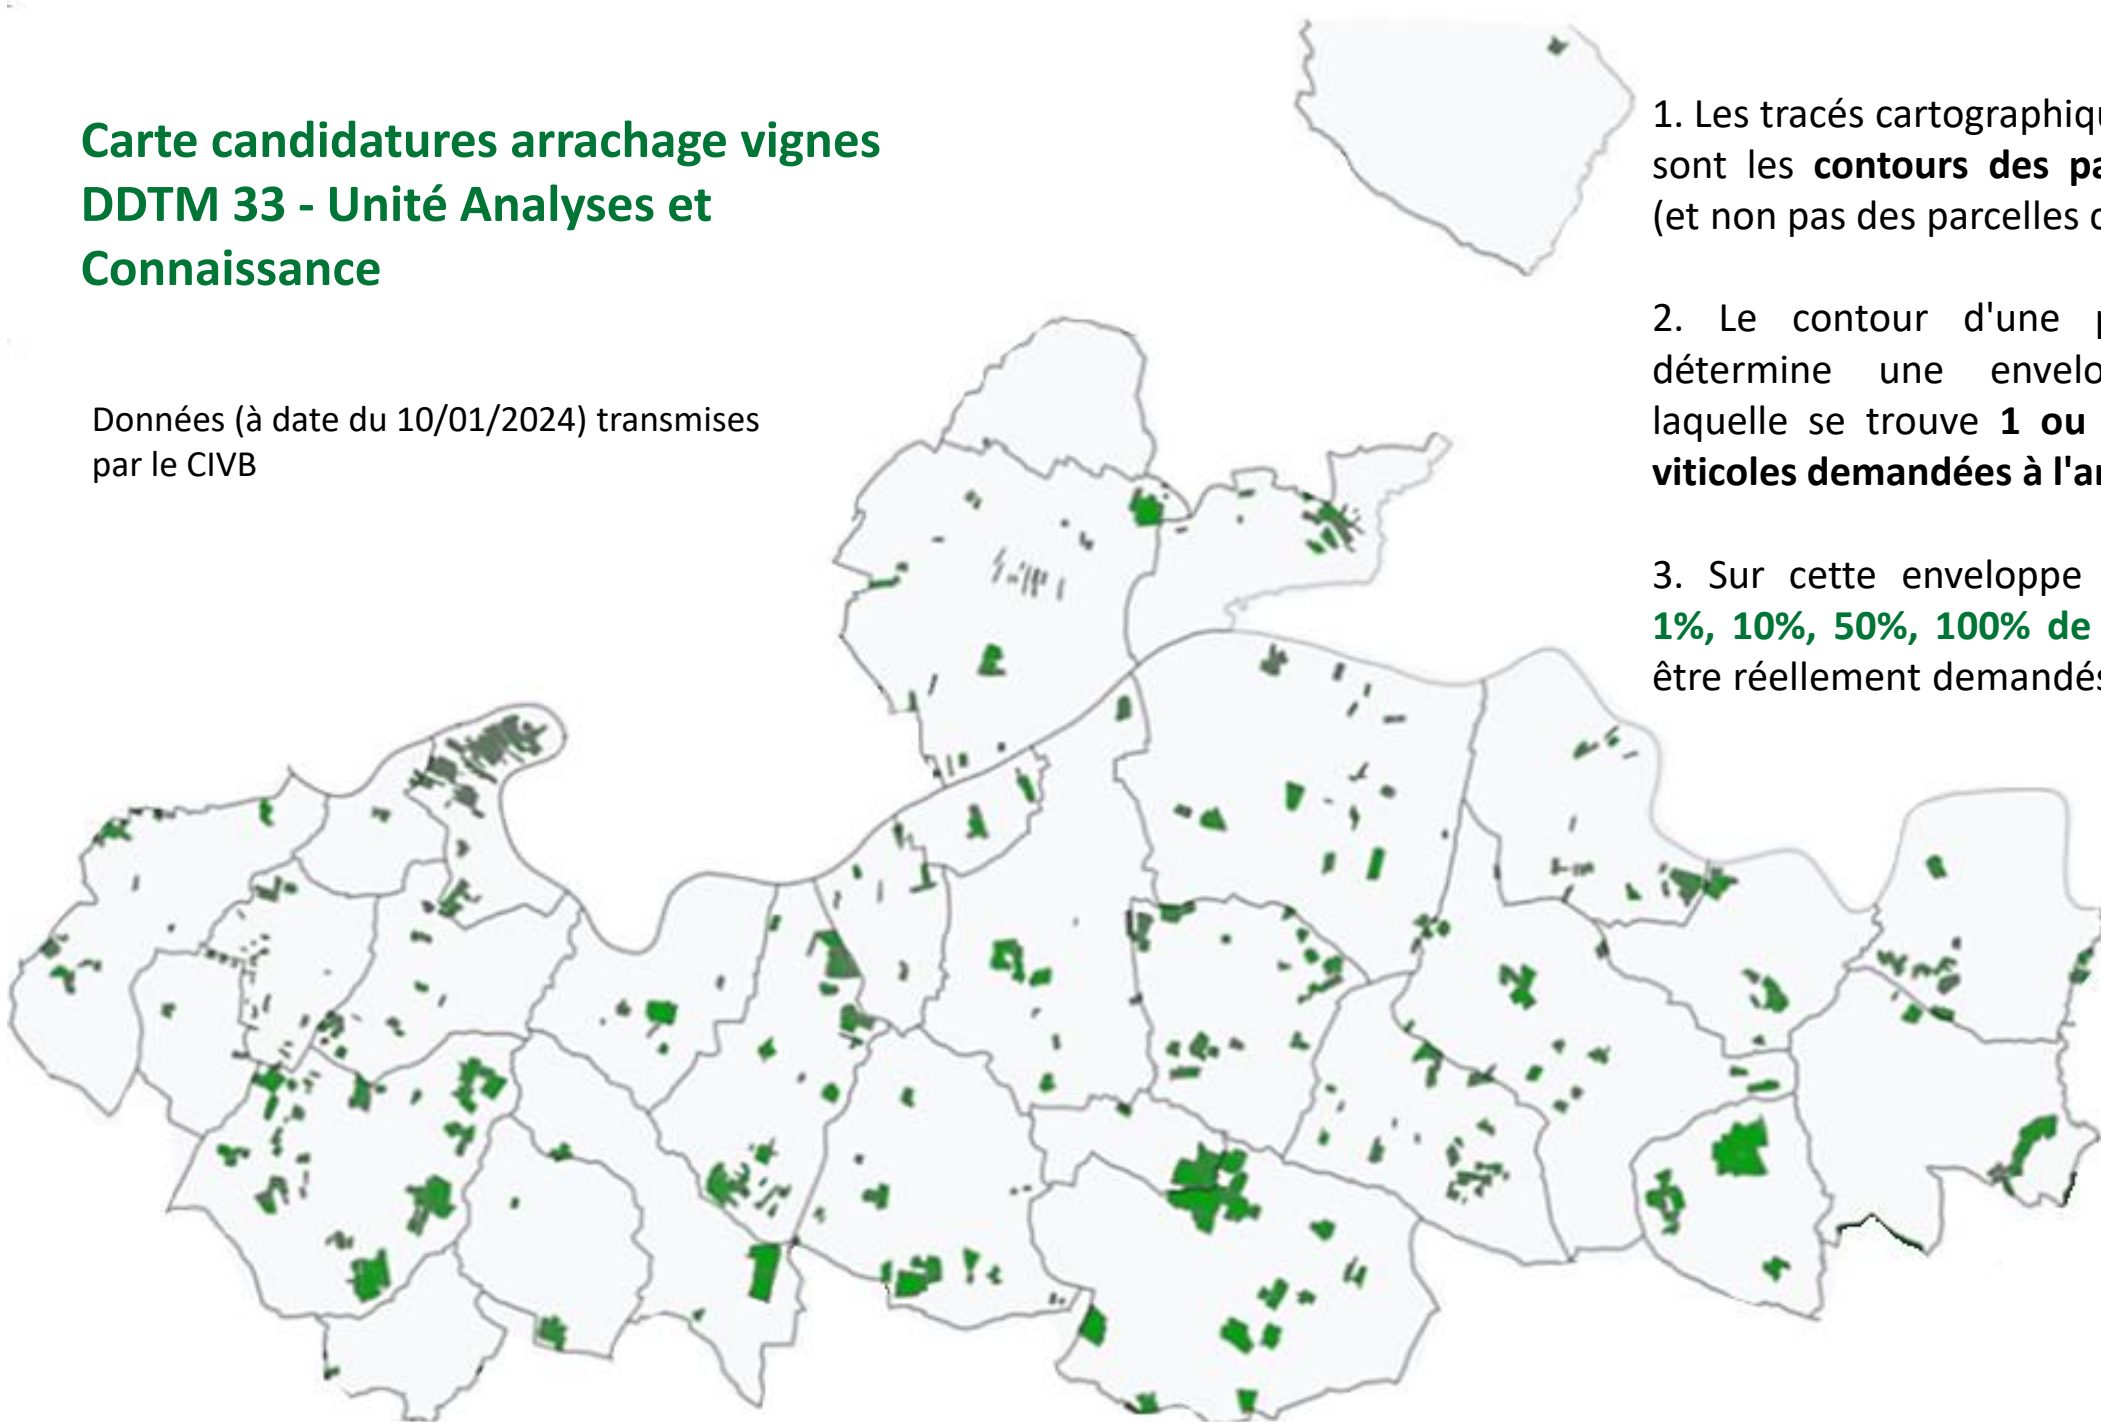 Carte candidatures arrachage vignes
DDTM 33 - Unité Analyses et
Connaissance
Données (à date du 10/01/2024) transmises
par le CIVB
1. Les tracés cartographiqu
sont les contours des pa
(et non pas des parcelles
2. Le contour d'une
détermine une envelo
laquelle se trouve 1 ou
viticoles demandées à l'ar
3. Sur cette enveloppe
1%, 10%, 50%, 100% de
être réellement demandés